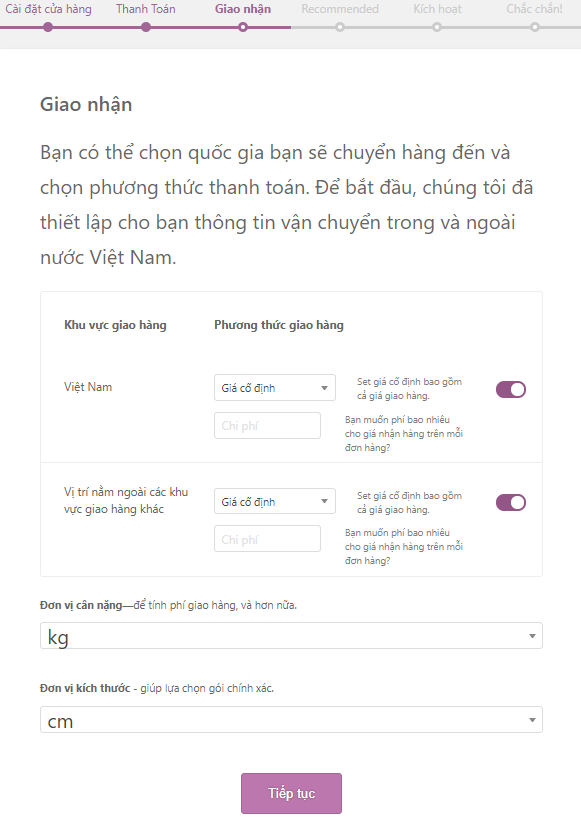 Cài đặt cửa hàng Thanh Toán Giao nhận Recommended Kích hoạt Chắc chắn!
Giao nhận
Bạn có thể chọn quốc gia bạn sẽ chuyển hàng đến và
chọn phương thức thanh toán. Để bắt đầu, chúng tôi đã
thiết lập cho bạn thông tin vận chuyển trong và ngoài
nước Việt Nam.
Khu vực giao hàng Phương thức giao hàng
Việt Nam
Giá cố định
Set giá cố định bao gồm
cả giá giao hàng.
Chi phí
Bạn muốn phí bao nhiêu
cho giá nhận hàng trên mỗi
đơn hàng?
Vị trí nằm ngoài các khu
vực giao hàng khác
Giá cố định
Set giá cố định bao gồm
cả giá giao hàng.
Chi phí
Bạn muốn phí bao nhiêu
cho giá nhận hàng trên mỗi
đơn hàng?
Đơn vị cân nặng—để tính phí giao hàng, và hơn nữa.
kg
Đơn vị kích thước - giúp lựa chọn gói chính xác.
cm
Tiếp tục